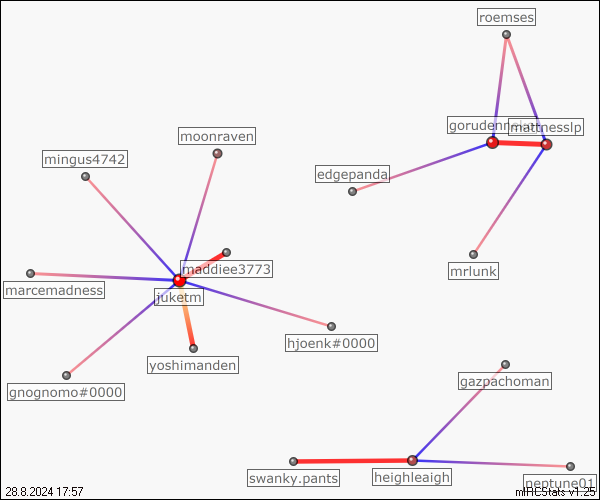 roemses
mattnesslp
moonraven
mingus4742
edgepanda
maddiee3773
mrlunk
marcemadness
juketm
hjoenk#0000
yoshimanden
gazpachoman
gnognomo#0000
swanky.pants
heighleaigh
neptune01
28.8.2024 17:57
mIRCStats v1.25